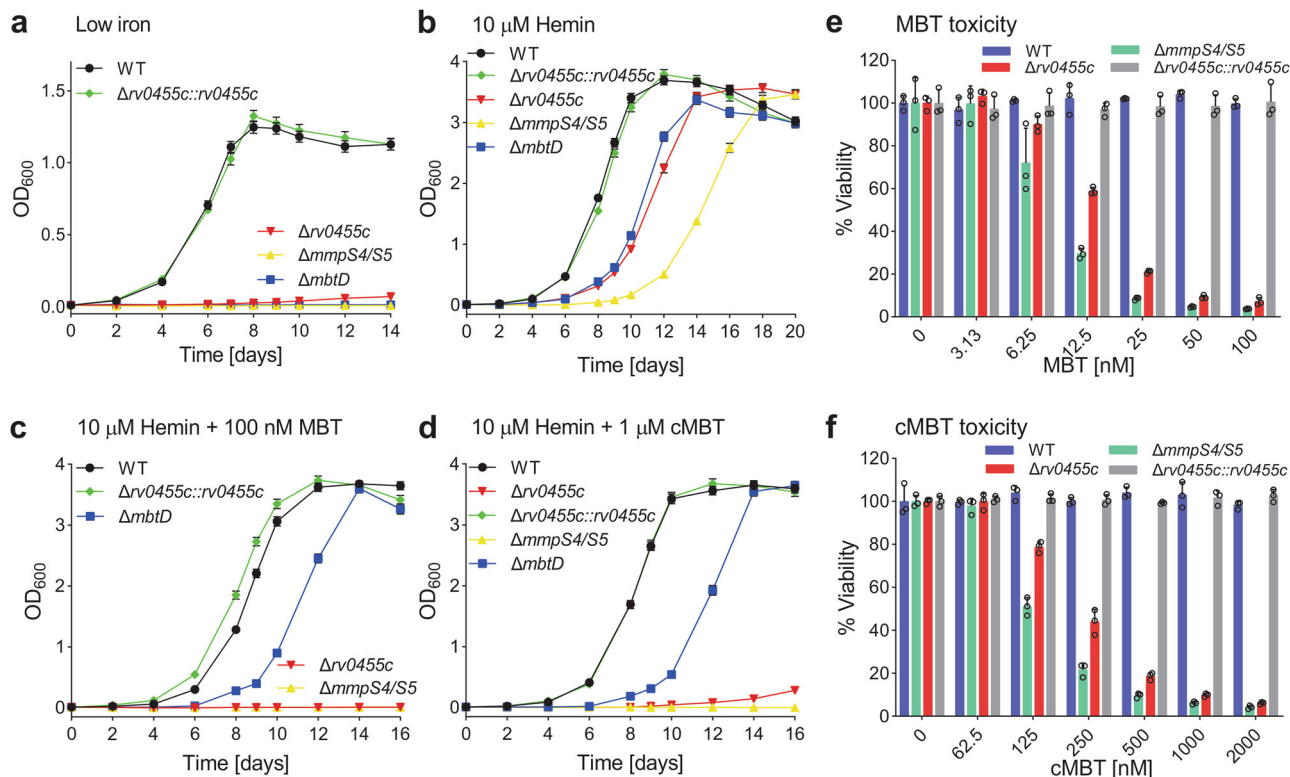 a Low iron
WT
Δrv0455c::rv0455c
1.5
1.0
0.5
0.0
OD600
Δrv0455c
ΔmmpS4/S5
ΔmbtD
0 2 4 6 8 10 12 14
Time [days]
b 10 μM Hemin
WT
Δrv0455c::rv0455c
Δrv0455c
ΔmmpS4/S5
ΔmbtD
4
3
2
1
0
OD600
0 2 4 6 8 10 12 14 16 18 20
Time [days]
e MBT toxicity
WT
ΔmmpS4/S5
Δrv0455c
Δrv0455c::rv0455c
120
100
80
60
40
20
0
% Viability
0 3.13 6.25 12.5 25 50 100
MBT [nM]
c 10 μM Hemin + 100 nM MBT
WT
Δrv0455c::rv0455c
ΔmbtD
4
3
2
1
0
OD600
Δrv0455c
ΔmmpS4/S5
0 2 4 6 8 10 12 14 16
Time [days]
d 10 μM Hemin + 1 μM cMBT
WT
Δrv0455c
Δrv0455c::rv0455c
ΔmmpS4/S5
ΔmbtD
4
3
2
1
0
OD600
0 2 4 6 8 10 12 14 16
Time [days]
f cMBT toxicity
WT
ΔmmpS4/S5
Δrv0455c
Δrv0455c::rv0455c
120
100
80
60
40
20
0
% Viability
0 62.5 125 250 500 1000 2000
cMBT [nM]